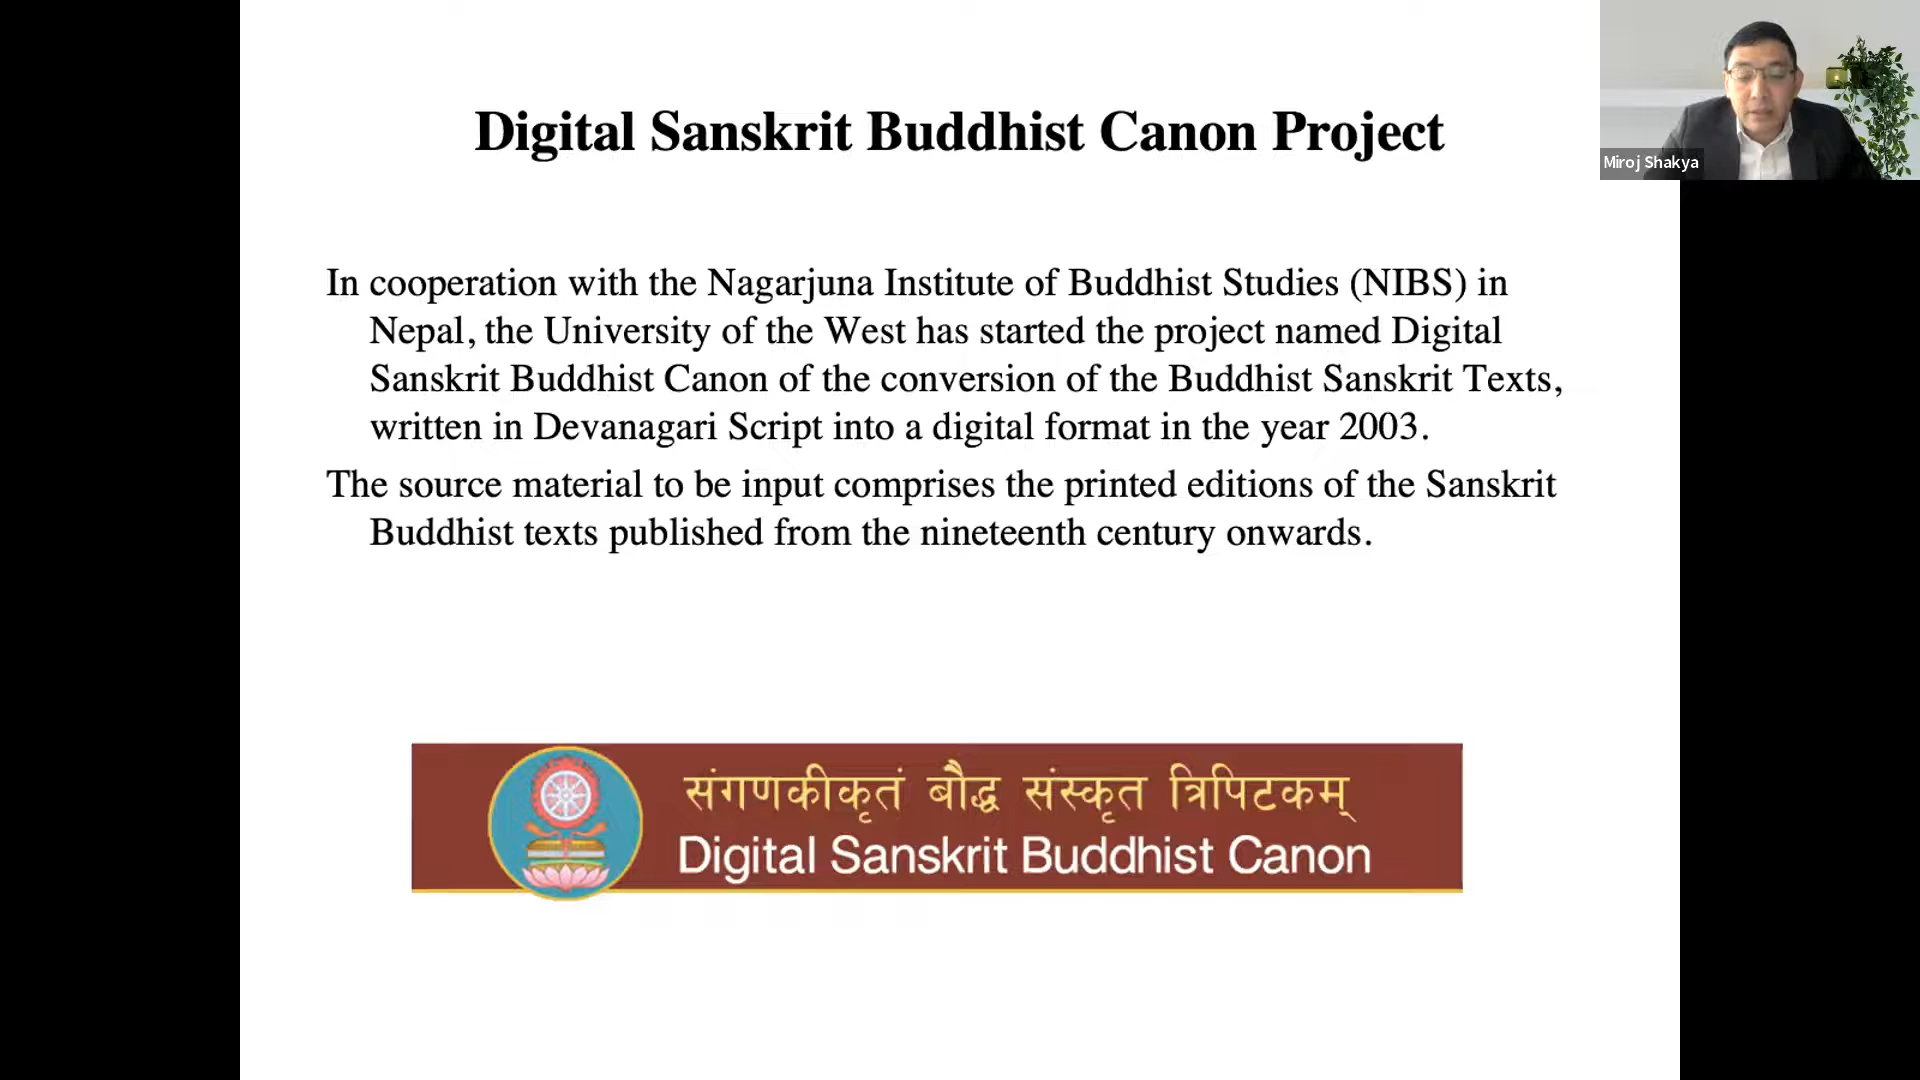 Digital Sanskrit Buddhist Canon Project
Miroj Shakya
In cooperation with the Nagarjuna Institute of Buddhist Studies (NIBS) in
Nepal, the University of the West has started the project named Digital
Sanskrit Buddhist Canon of the conversion of the Buddhist Sanskrit Texts,
written in Devanagari Script into a digital format in the year 2003.
The source material to be input comprises the printed editions of the Sanskrit
Buddhist texts published from the nineteenth century onwards.
संगणकीकृतं बौद्ध संस्कृत त्रिपिटकम्
Digital Sanskrit Buddhist Canon